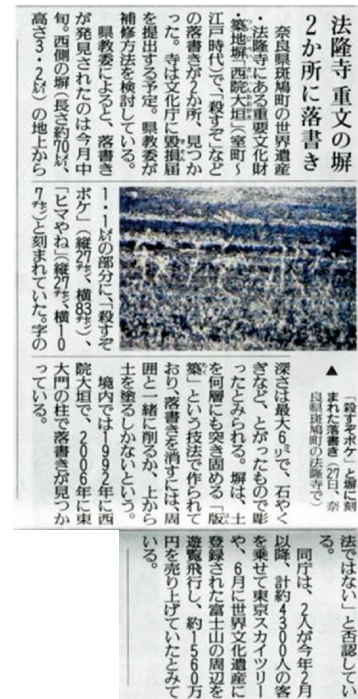 法隆寺 重文の塀
2か所に落書き
奈良県斑鳩町の世界遺産
・法隆寺にある重要文化財
・築地塀「西院大垣」(室町～
江戸時代)で、「殺すぞ」など
の落書きが2か所、見つか
った。寺は文化庁に毀損届
を提出する予定。県教委が
補修方法を検討している。
県教委によると、落書き
が発見されたのは今月中
旬。西側の塀(長さ約70㍍、
高さ3・2㍍)の地上から
1・1㍍の部分に、「殺すぞ
ボケ」(縦27㌢、横83㌢)、
「ヒマやね」(縦27㌢、横10
7㌢)と刻まれていた。字の
深さは最大6㍉で、石やく
ぎなど、とがったもので彫
ったとみられる。塀は、土
を何層にも突き固める「版
築」という技法で作られて
おり、落書きを消すには、周
囲と一緒に削るか、上から
土を塗るしかないという。
境内では1992年に西
院大垣で、2006年に東
大門の柱で落書きが見つか
っている。
▲「殺すぞボケ」と塀に刻
まれた落書き(27日、奈
良県斑鳩町の法隆寺で)
法ではない」と否認してい
る。
同庁は、2人が今年2月
以降、計約4300人の客
を乗せて東京スカイツリー
や、6月に世界文化遺産に
登録された富士山の周辺を
遊覧飛行し、約1560万
円を売り上げていたとみて
いる。